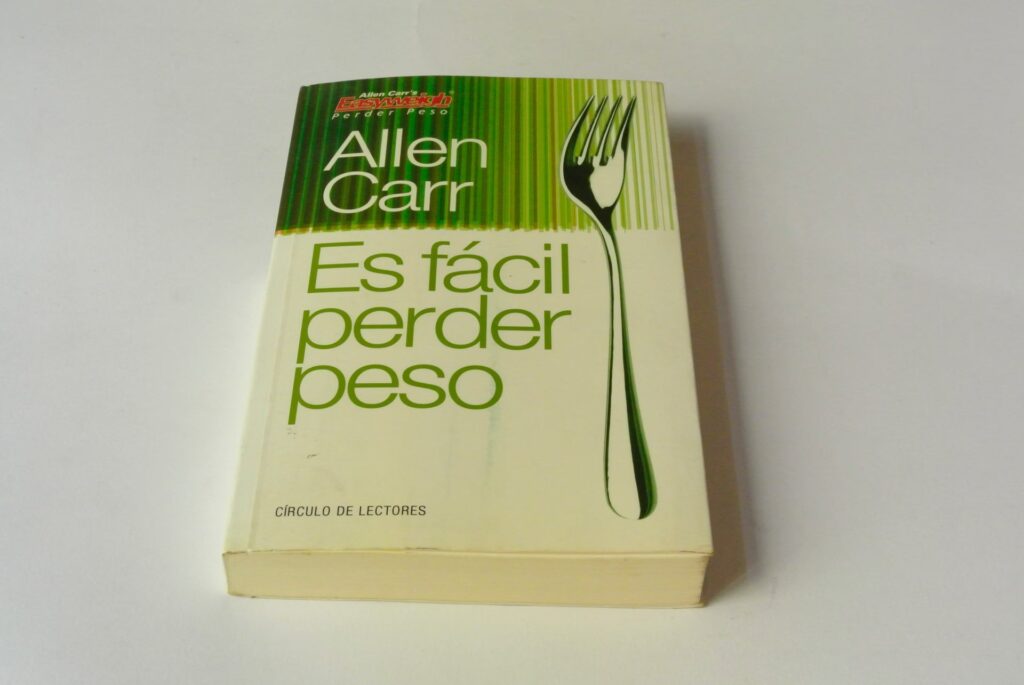 Allen Carr's
Easyweigh
Perder Peso
Allen
Carr
Es fácil
perder
peso
CÍRCULO DE LECTORES